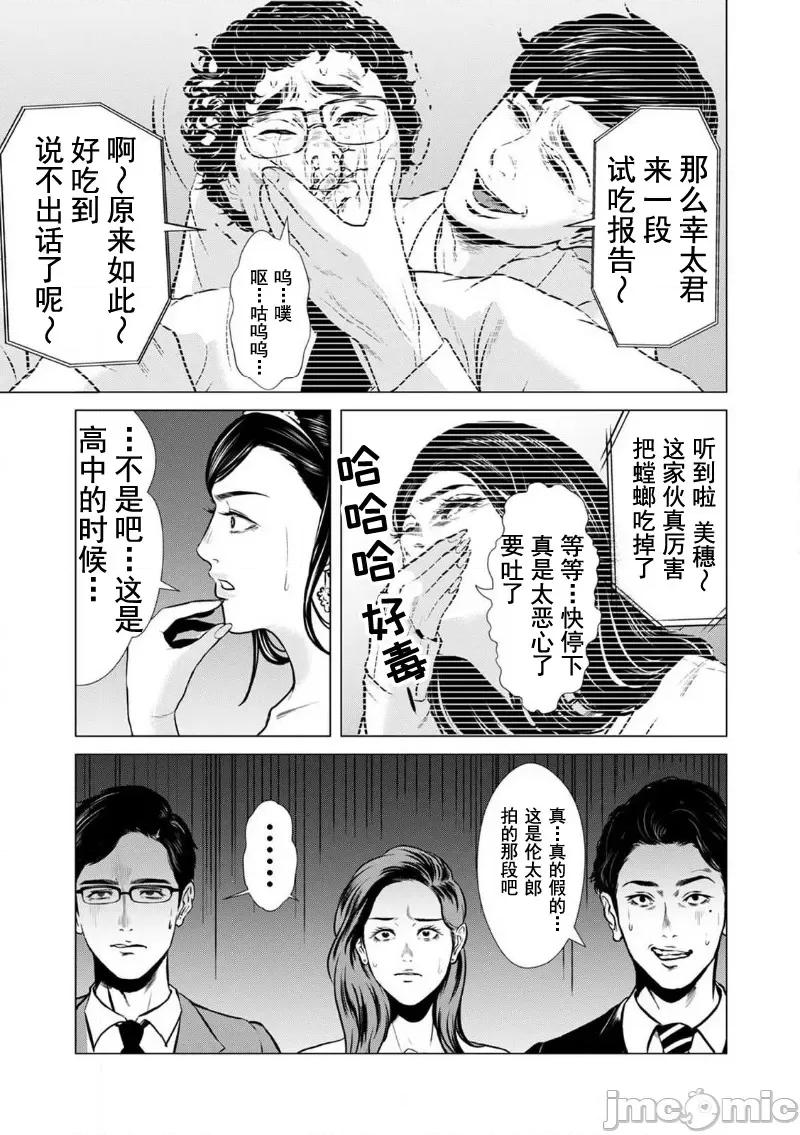 那么幸太君
来一段
试吃报告～
呜…噗
呕…咕呜呜…
啊～原来如此～
好吃到
说不出话了呢～
听到啦 美穗～
这家伙真厉害
把螳螂吃掉了
等等…快停下
真是太恶心了
要吐了
哈哈哈 好毒
…不是吧…这是
高中的时候…
真…真的假的…
这是伦太郎
拍的那段吧
……
jmcomic